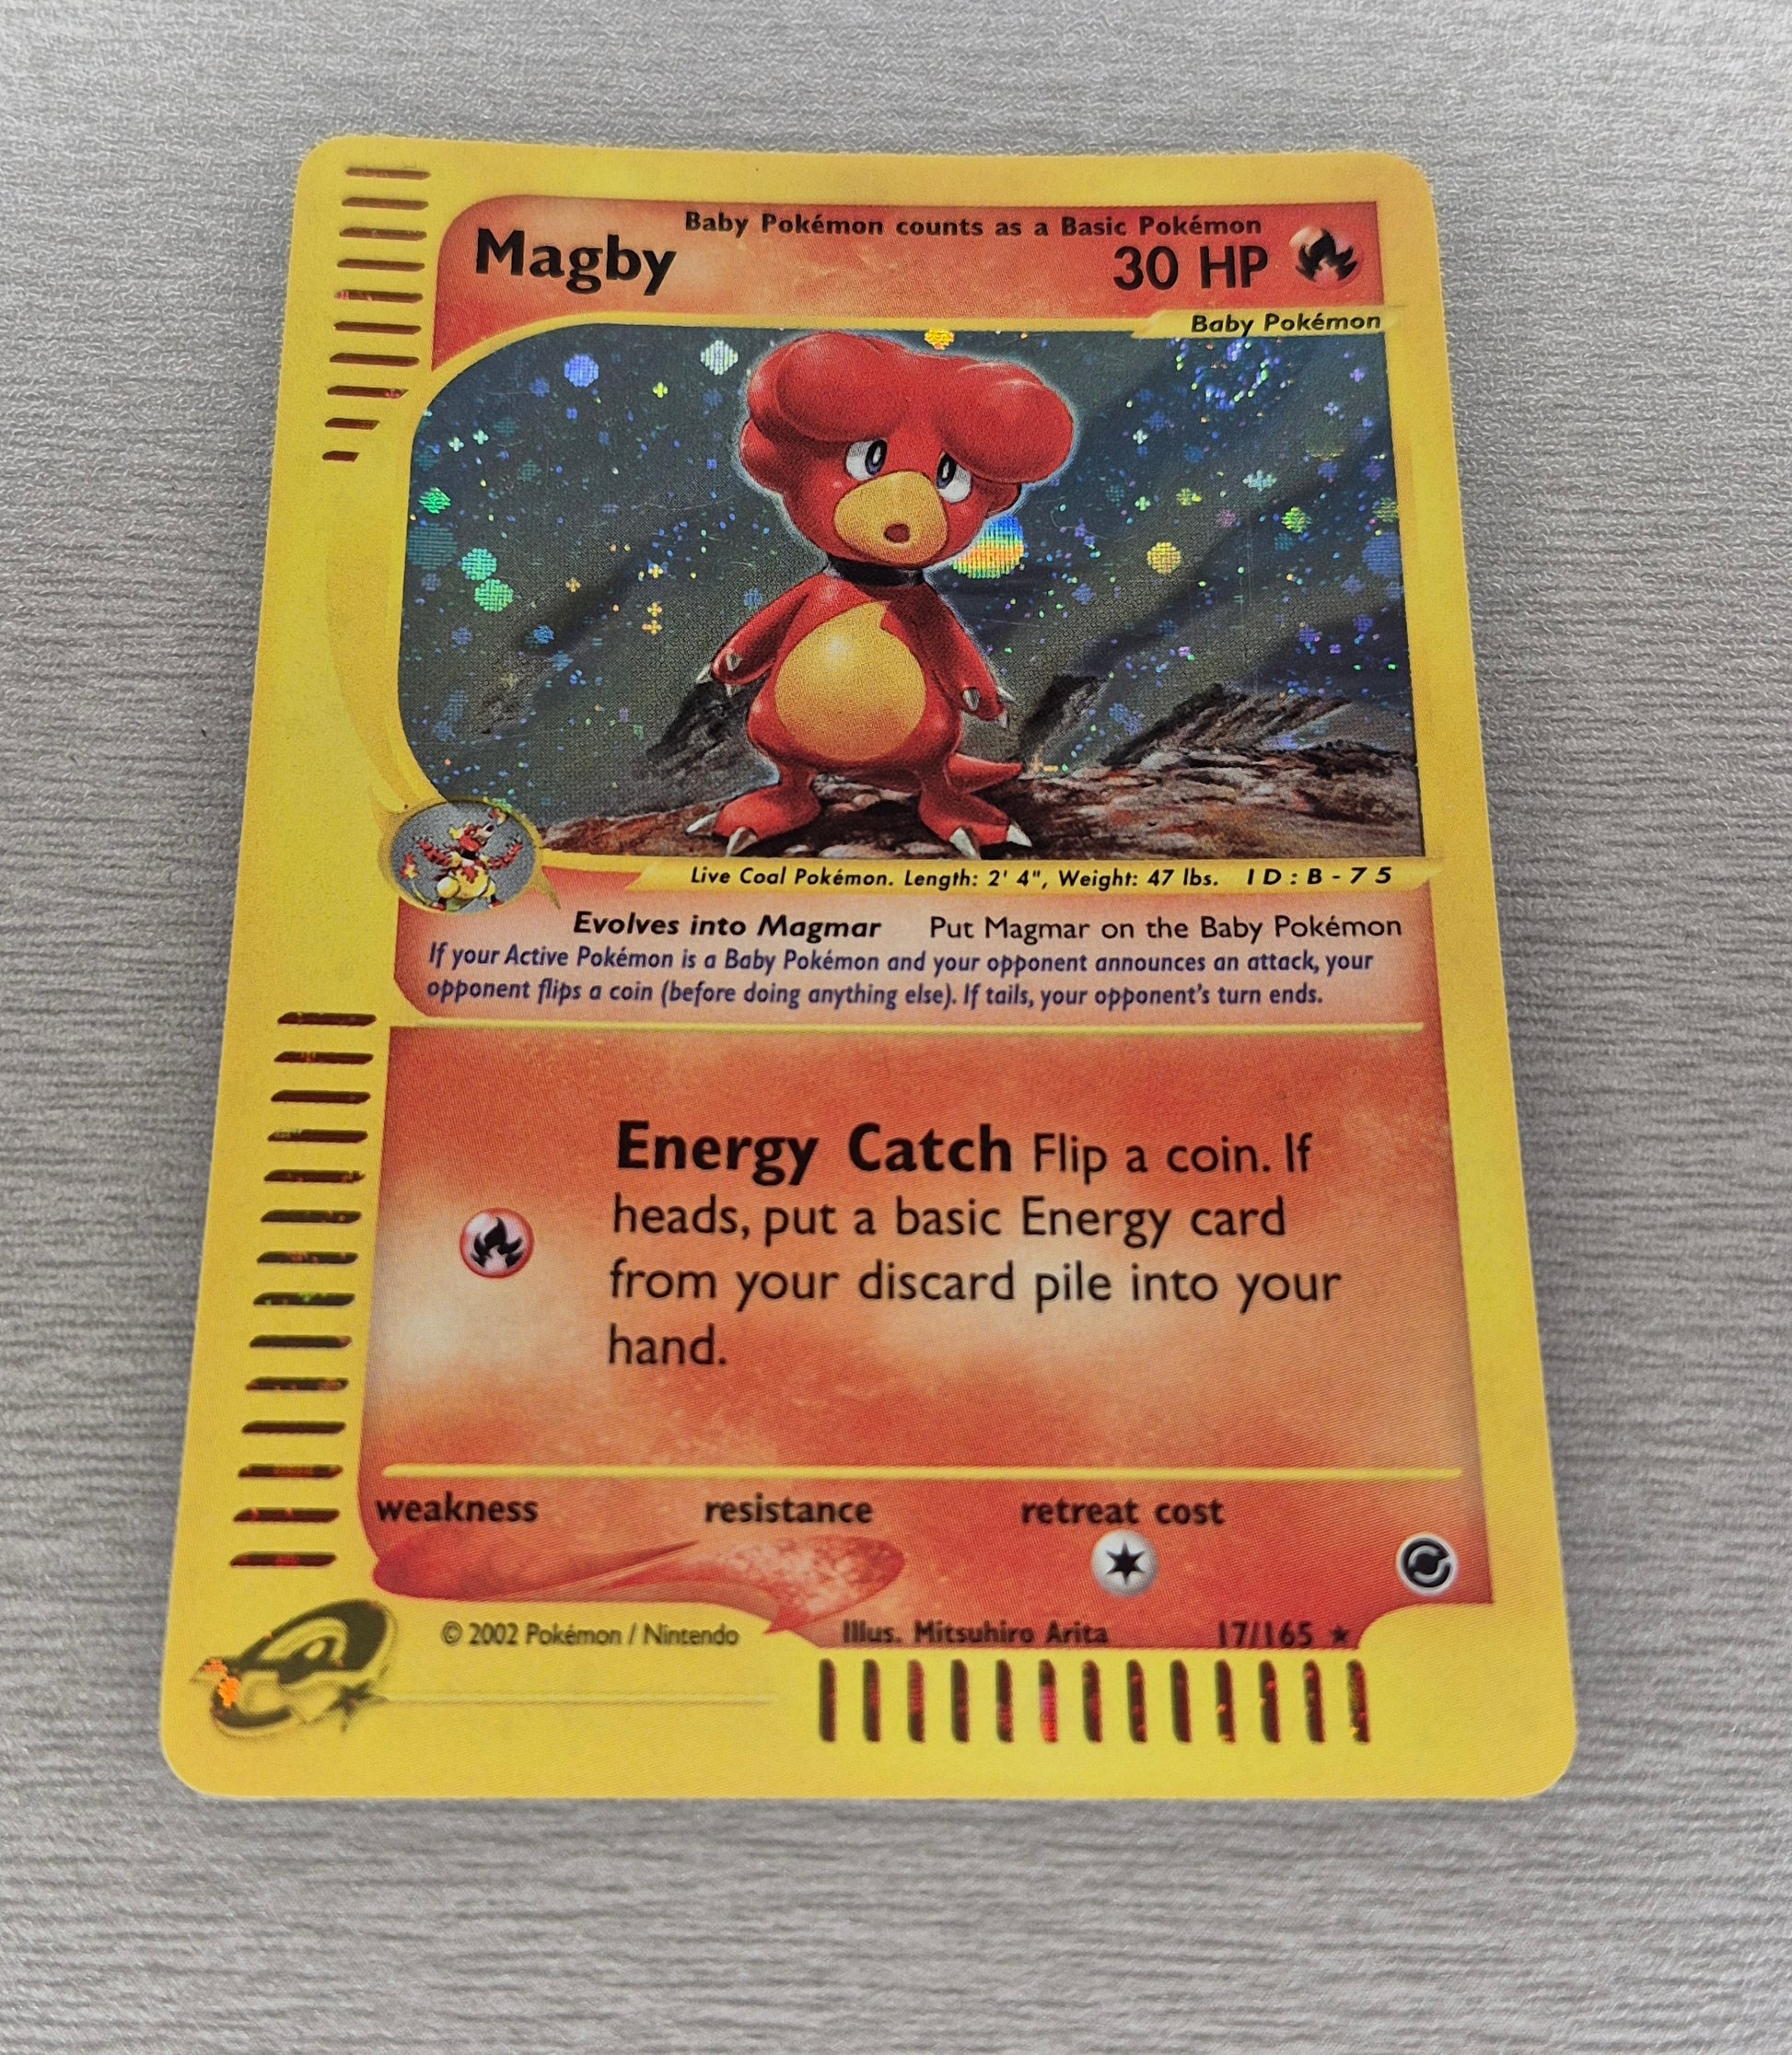 Baby Pokémon counts as a Basic Pokémon
Magby 30 HP
Baby Pokémon
Live Coal Pokémon. Length: 2' 4", Weight: 47 lbs. ID:B-75
Evolves into Magmar Put Magmar on the Baby Pokémon
If your Active Pokémon is a Baby Pokémon and your opponent announces an attack, your
opponent flips a coin (before doing anything else). If tails, your opponent's turn ends.
Energy Catch Flip a coin. If
heads, put a basic Energy card
from your discard pile into your
hand.
weakness resistance retreat cost
© 2002 Pokémon / Nintendo Illus. Mitsuhiro Arita 17/165 ★